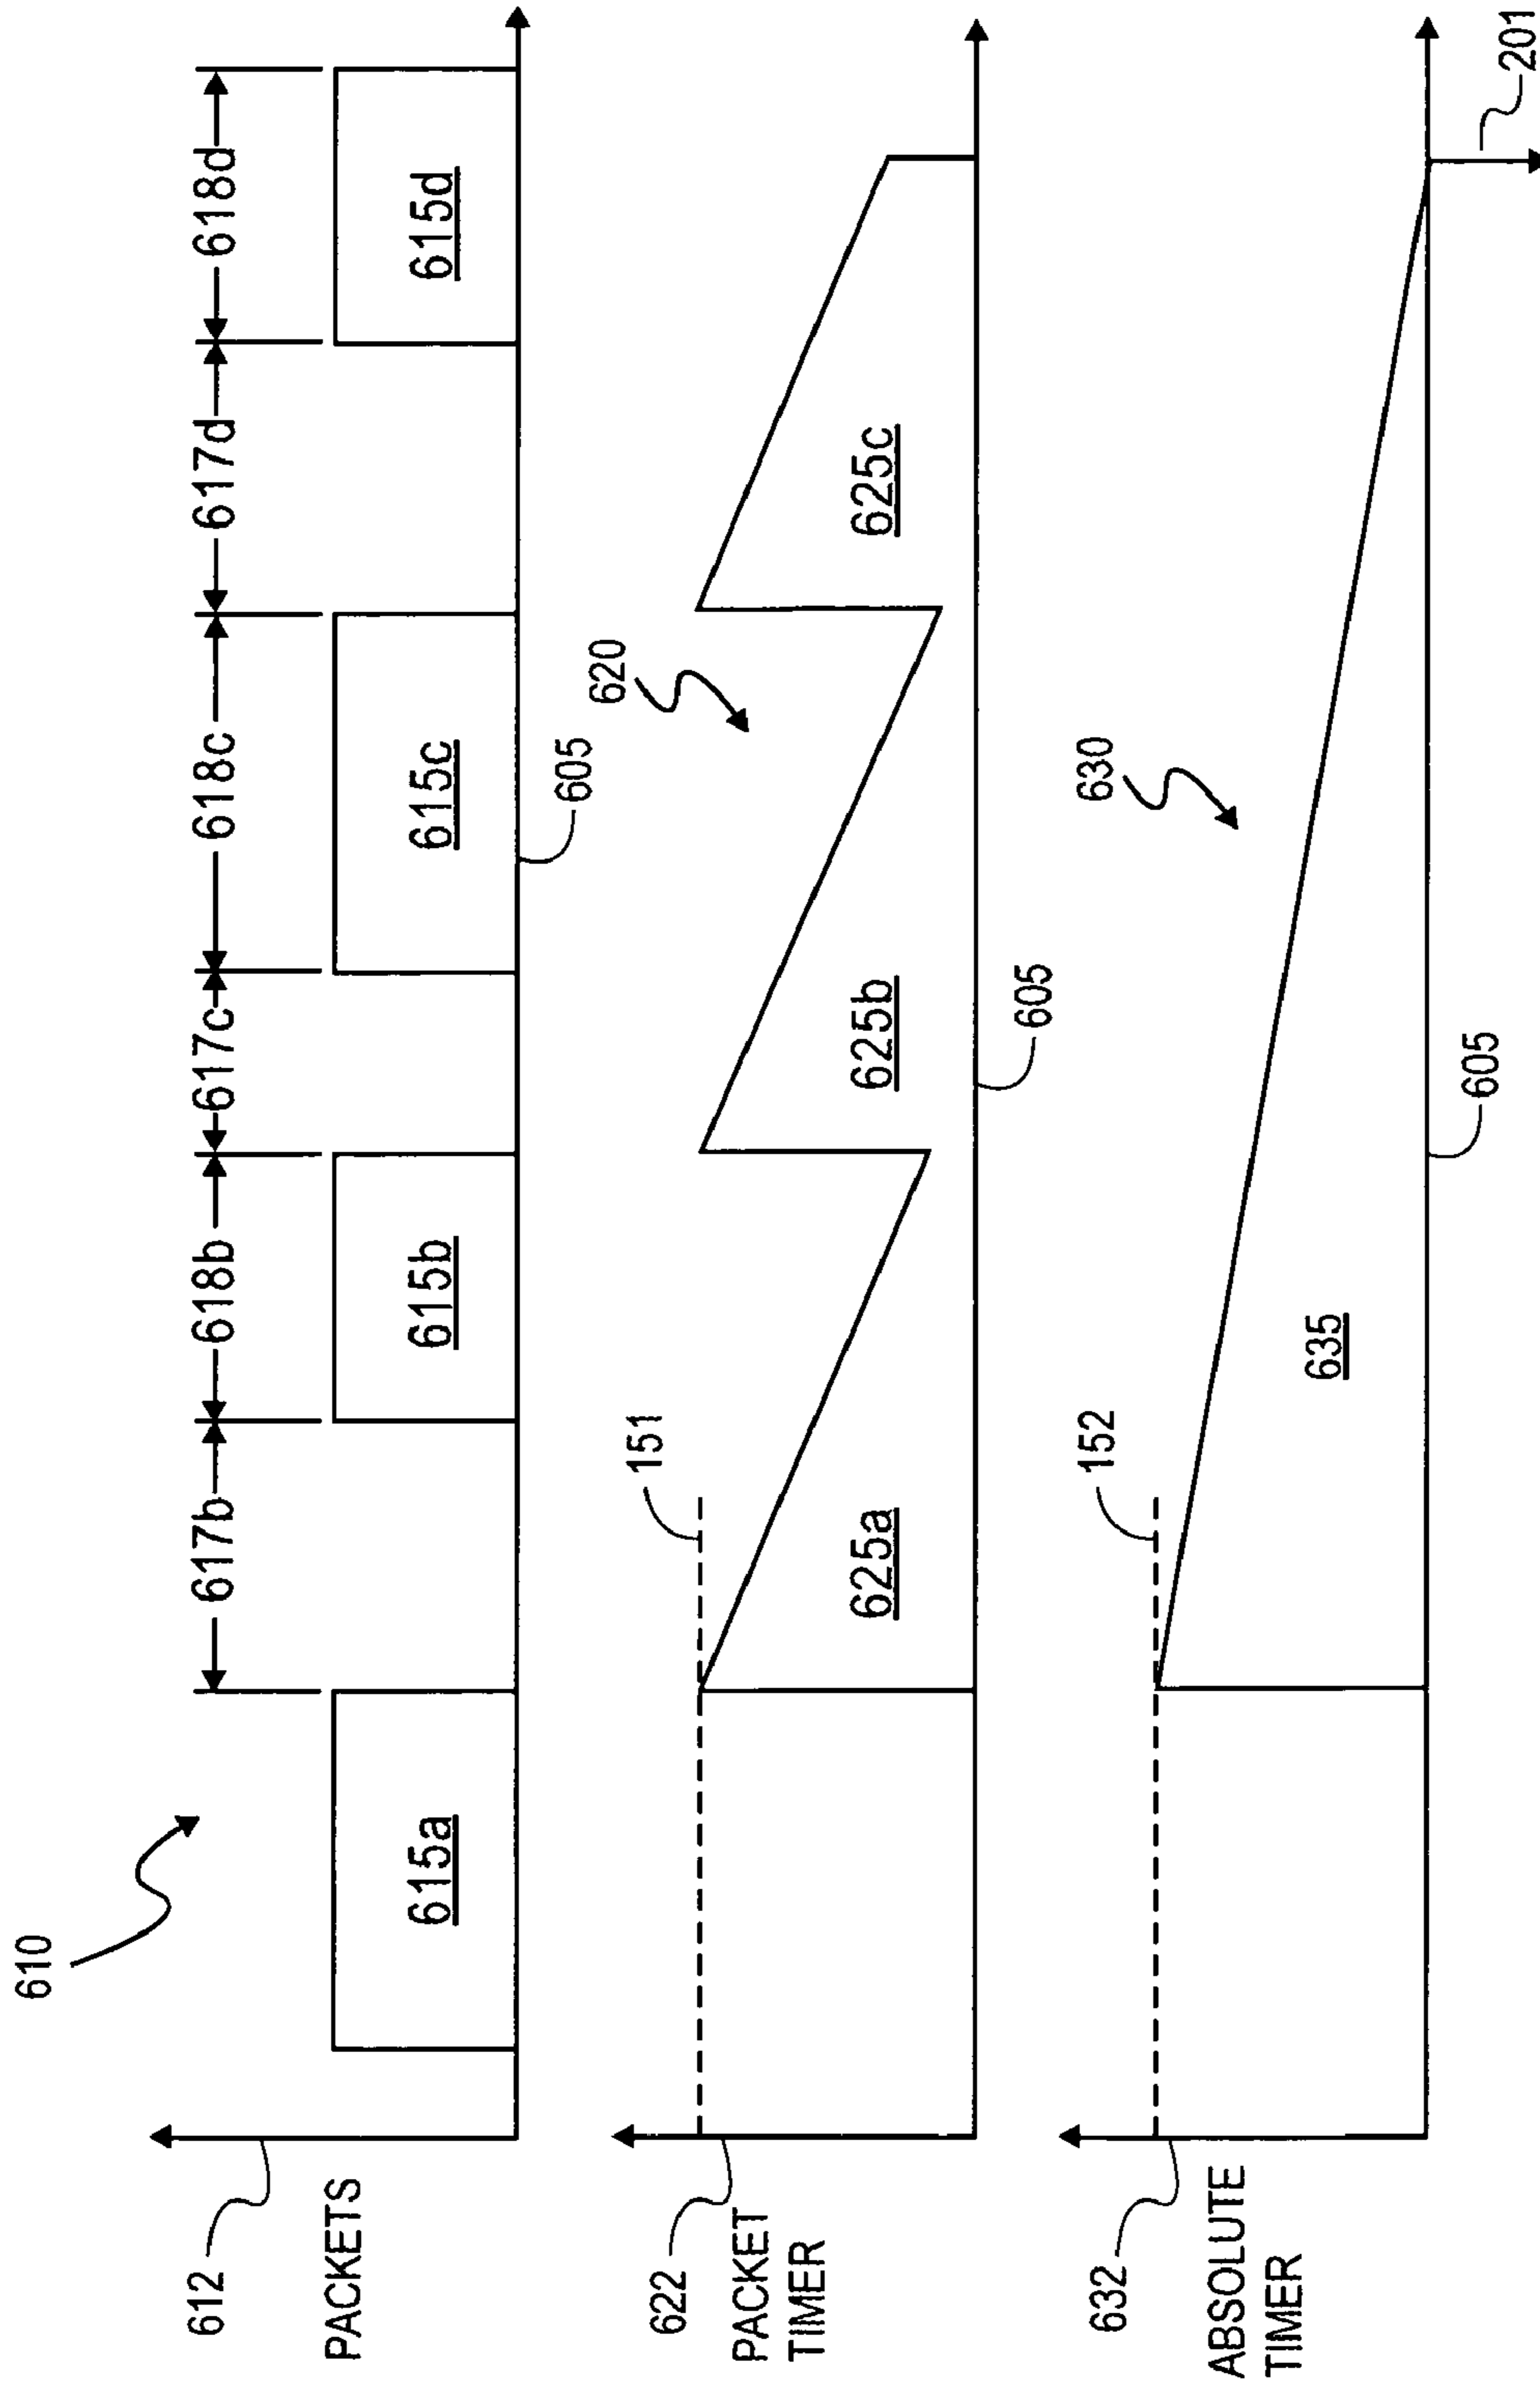 610
612
PACKETS
617b
618b
617c
618c
617d
618d
615a
615b
615c
615d
605
620
622
PACKET
TIMER
151
625a
625b
625c
605
630
632
ABSOLUTE
TIMER
152
635
605
201